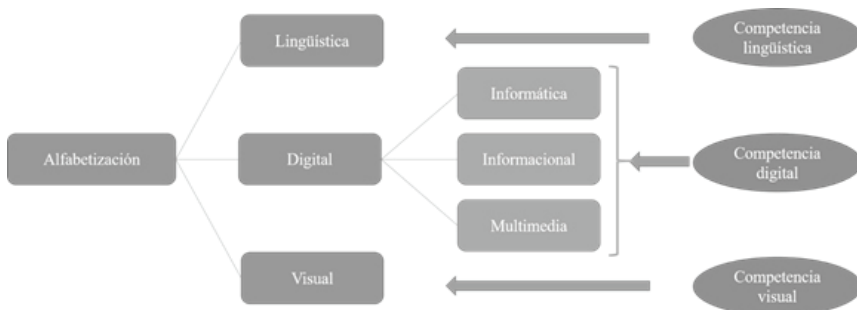 Lingüística
Competencia
lingüística
Informática
Alfabetización
Digital
Informacional
Competencia
digital
Multimedia
Visual
Competencia
visual